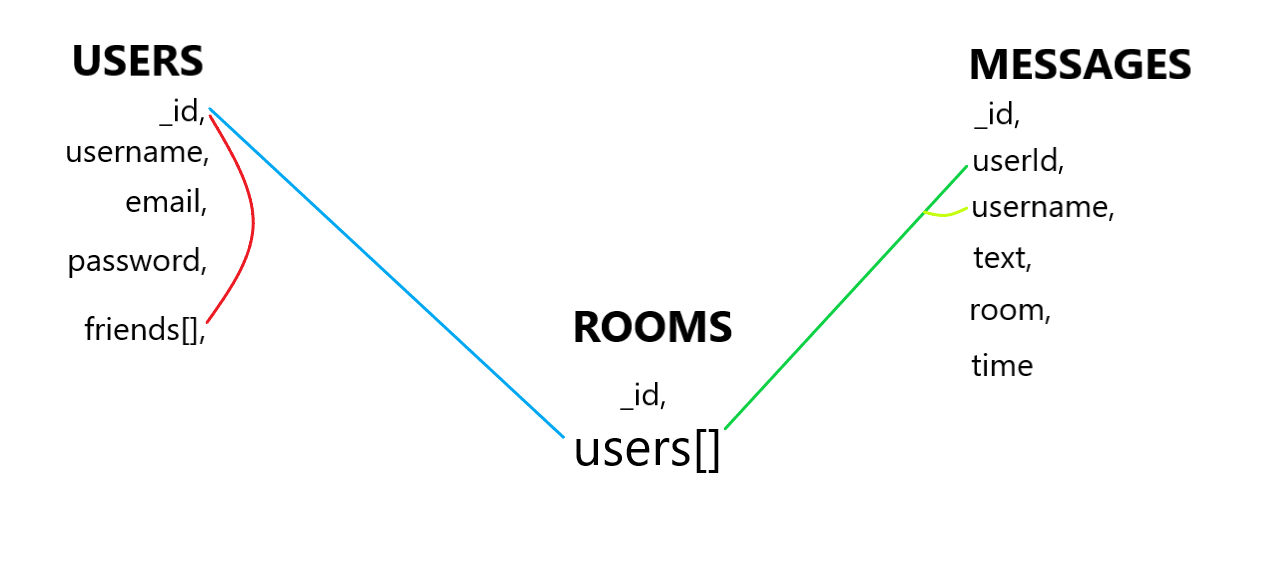 USERS
_id,
username,
email,
password,
friends[],
ROOMS
_id,
users[]
MESSAGES
_id,
userId,
username,
text,
room,
time